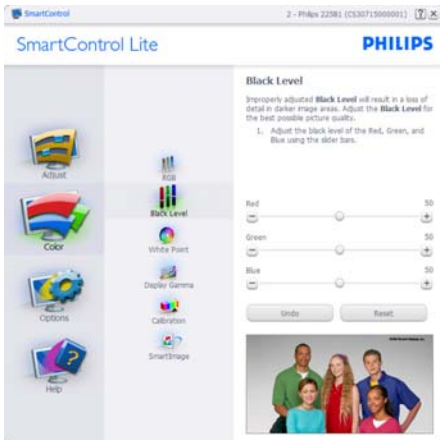 SmartControl
2 - Philips 225B1 (CS30715000001)
SmartControl Lite
PHILIPS
Adjust
Color
Options
Help
RGB
Black Level
White Point
Display Gamma
Calibration
SmartImage
Black Level
Improperly adjusted Black Level will result in a loss of
detail in darker image areas. Adjust the Black Level for
the best possible picture quality.
1. Adjust the black level of the Red, Green, and
Blue using the slider bars.
Red 50
Green 50
Blue 50
Undo
Reset